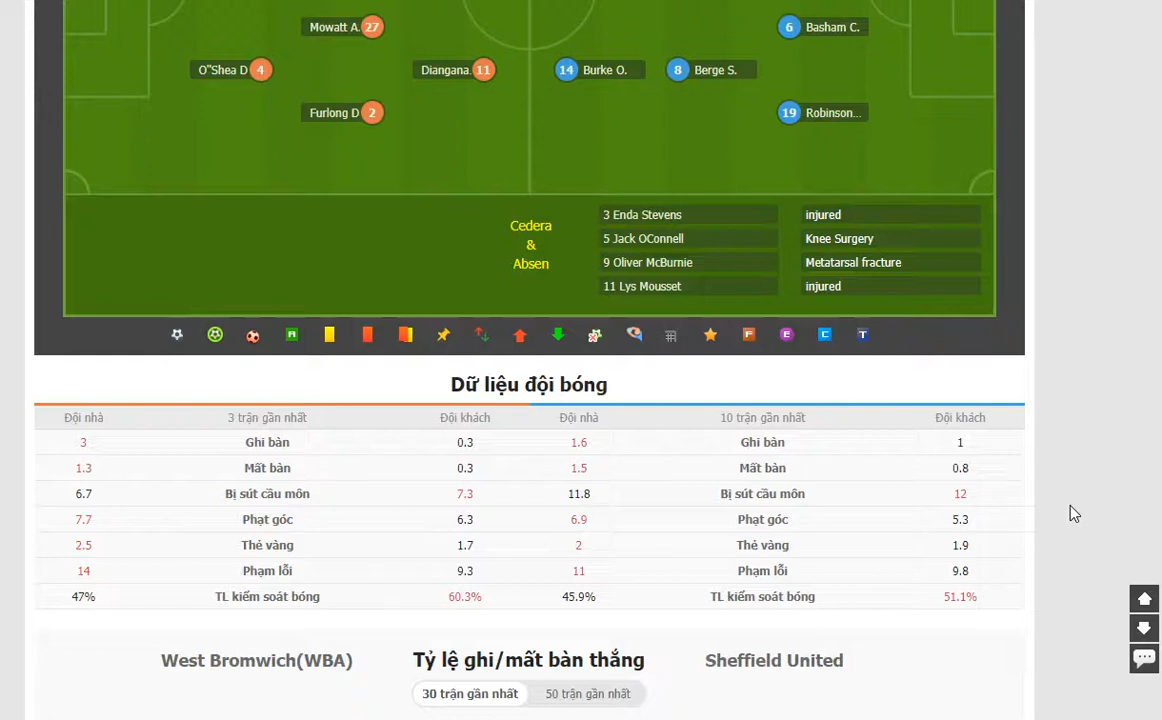 Mowatt A. 27
6 Basham C.
O"Shea D 4
Diangana. 11
14 Burke O.
8 Berge S.
Furlong D 2
19 Robinson...
Cedera
&
Absen
3 Enda Stevens injured
5 Jack OConnell Knee Surgery
9 Oliver McBurnie Metatarsal fracture
11 Lys Mousset injured
A F E C T
Dữ liệu đội bóng
Đội nhà 3 trận gần nhất Đội khách Đội nhà 10 trận gần nhất Đội khách
3 Ghi bàn 0.3 1.6 Ghi bàn 1
1.3 Mất bàn 0.3 1.5 Mất bàn 0.8
6.7 Bị sút cầu môn 7.3 11.8 Bị sút cầu môn 12
7.7 Phạt góc 6.3 6.9 Phạt góc 5.3
2.5 Thẻ vàng 1.7 2 Thẻ vàng 1.9
14 Phạm lỗi 9.3 11 Phạm lỗi 9.8
47% TL kiểm soát bóng 60.3% 45.9% TL kiểm soát bóng 51.1%
West Bromwich(WBA) Tỷ lệ ghi/mất bàn thắng Sheffield United
30 trận gần nhất 50 trận gần nhất